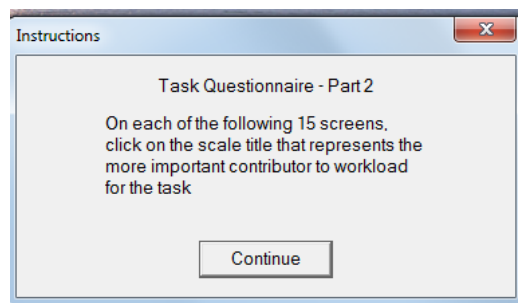 Instructions
Task Questionnaire - Part 2
On each of the following 15 screens,
click on the scale title that represents the
more important contributor to workload
for the task
Continue